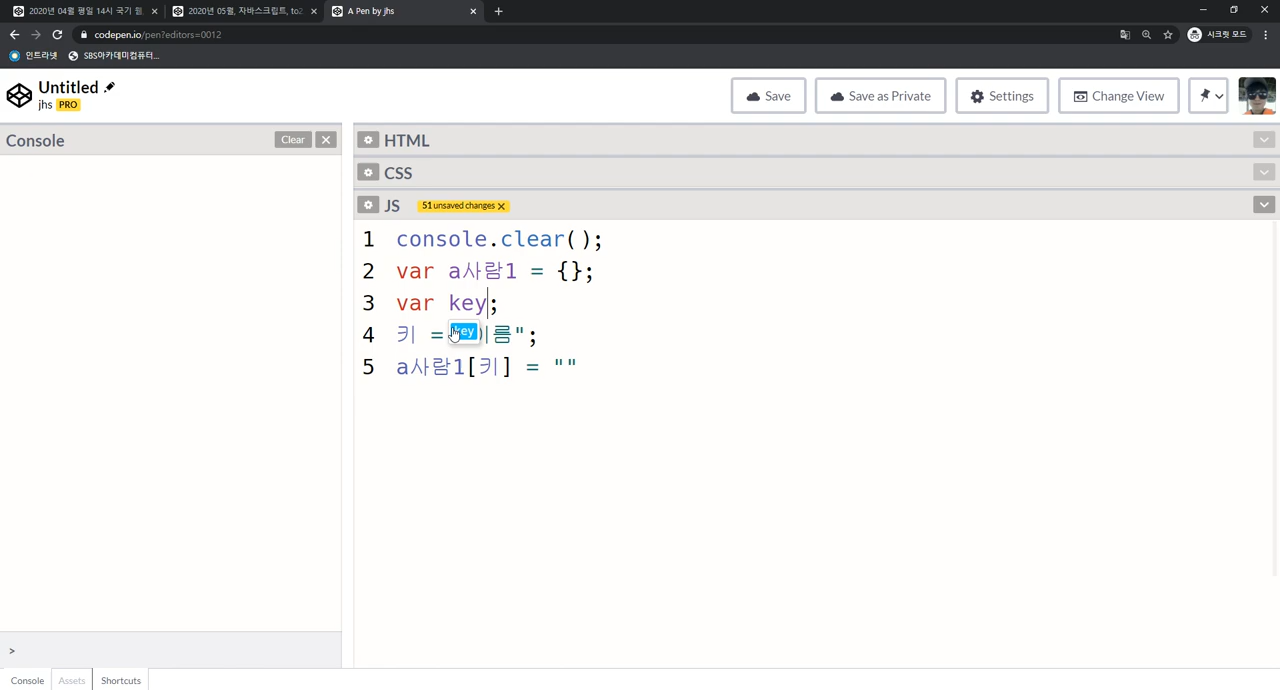 2020년 04월 평일 14시 국기 원
2020년 05월, 자바스크립트, to2
A Pen by jhs
codepen.io/pen?editors=0012
시크릿 모드
인트라넷
SBS아카데미컴퓨터...
Untitled
jhs PRO
Save
Save as Private
Settings
Change View
Console
Clear
HTML
CSS
JS
51 unsaved changes
1 console.clear();
2 var a사람1 = {};
3 var key;
key
4 키 = 이름";
5 a사람1[키] = ""
>
Console
Assets
Shortcuts